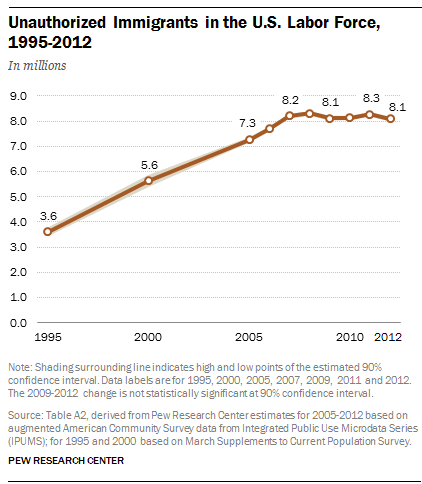 Unauthorized Immigrants in the U.S. Labor Force,
1995-2012
In millions
9.0
8.0
7.0
6.0
5.0
4.0
3.0
2.0
1.0
0.0
3.6
5.6
7.3
8.2
8.1
8.3
8.1
1995
2000
2005
2010
2012
Note: Shading surrounding line indicates high and low points of the estimated 90%
confidence interval. Data labels are for 1995, 2000, 2005, 2007, 2009, 2011 and 2012.
The 2009-2012 change is not statistically significant at 90% confidence interval.
Source: Table A2, derived from Pew Research Center estimates for 2005-2012 based on
augmented American Community Survey data from Integrated Public Use Microdata Series
(IPUMS); for 1995 and 2000 based on March Supplements to Current Population Survey.
PEW RESEARCH CENTER